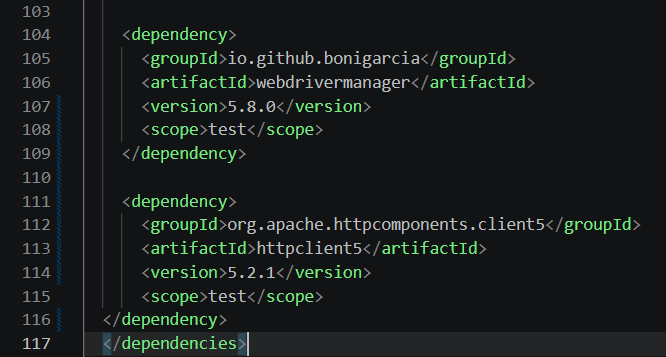 103
104 <dependency>
105 <groupId>io.github.bonigarcia</groupId>
106 <artifactId>webdrivermanager</artifactId>
107 <version>5.8.0</version>
108 <scope>test</scope>
109 </dependency>
110
111 <dependency>
112 <groupId>org.apache.httpcomponents.client5</groupId>
113 <artifactId>httpclient5</artifactId>
114 <version>5.2.1</version>
115 <scope>test</scope>
116 </dependency>
117 </dependencies>